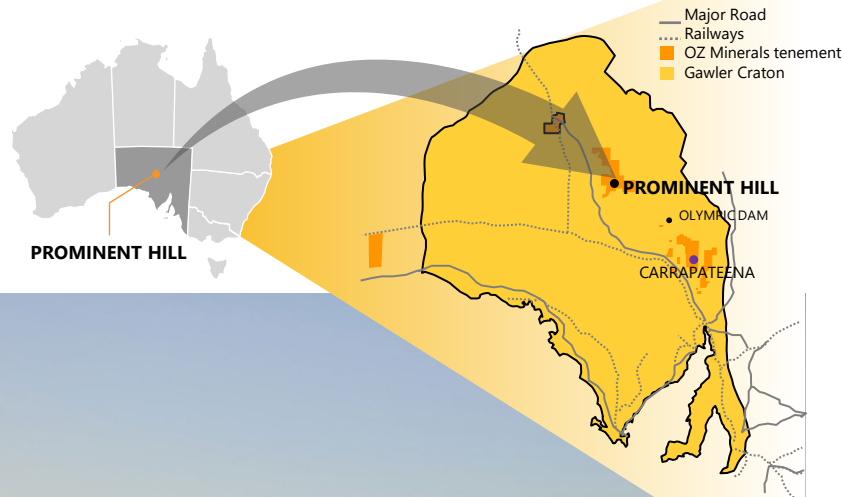 Major Road
Railways
OZ Minerals tenement
Gawler Craton
PROMINENT HILL
OLYMPIC DAM
PROMINENT HILL
CARRAPATEENA